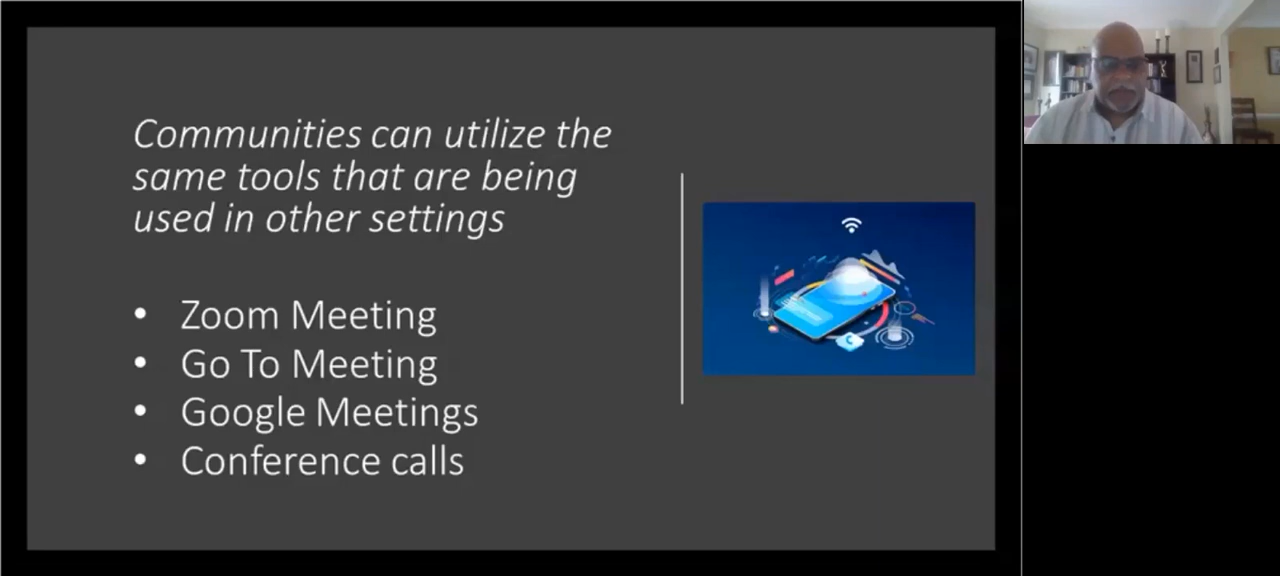 Communities can utilize the
same tools that are being
used in other settings
• Zoom Meeting
• Go To Meeting
• Google Meetings
• Conference calls